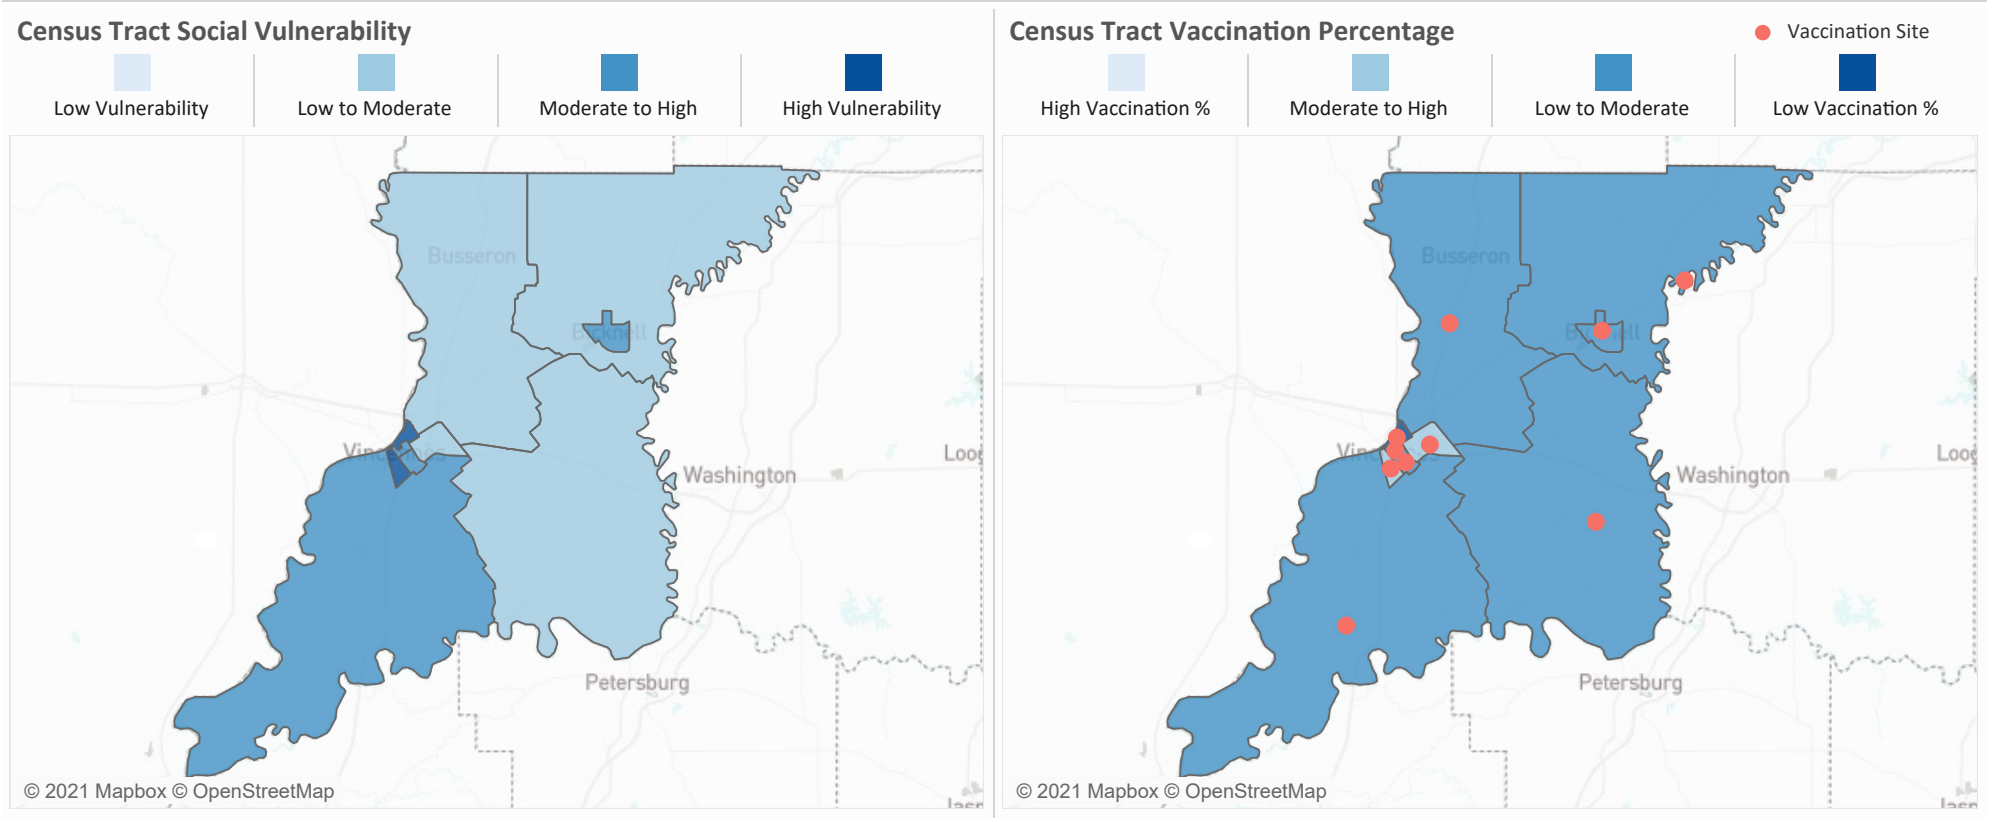 Census Tract Social Vulnerability
Low Vulnerability
Low to Moderate
Moderate to High
High Vulnerability
Busseron
Bicknell
Washington
Petersburg
© 2021 Mapbox © OpenStreetMap
Census Tract Vaccination Percentage
Vaccination Site
High Vaccination %
Moderate to High
Low to Moderate
Low Vaccination %
Busseron
Washington
Petersburg
© 2021 Mapbox © OpenStreetMap